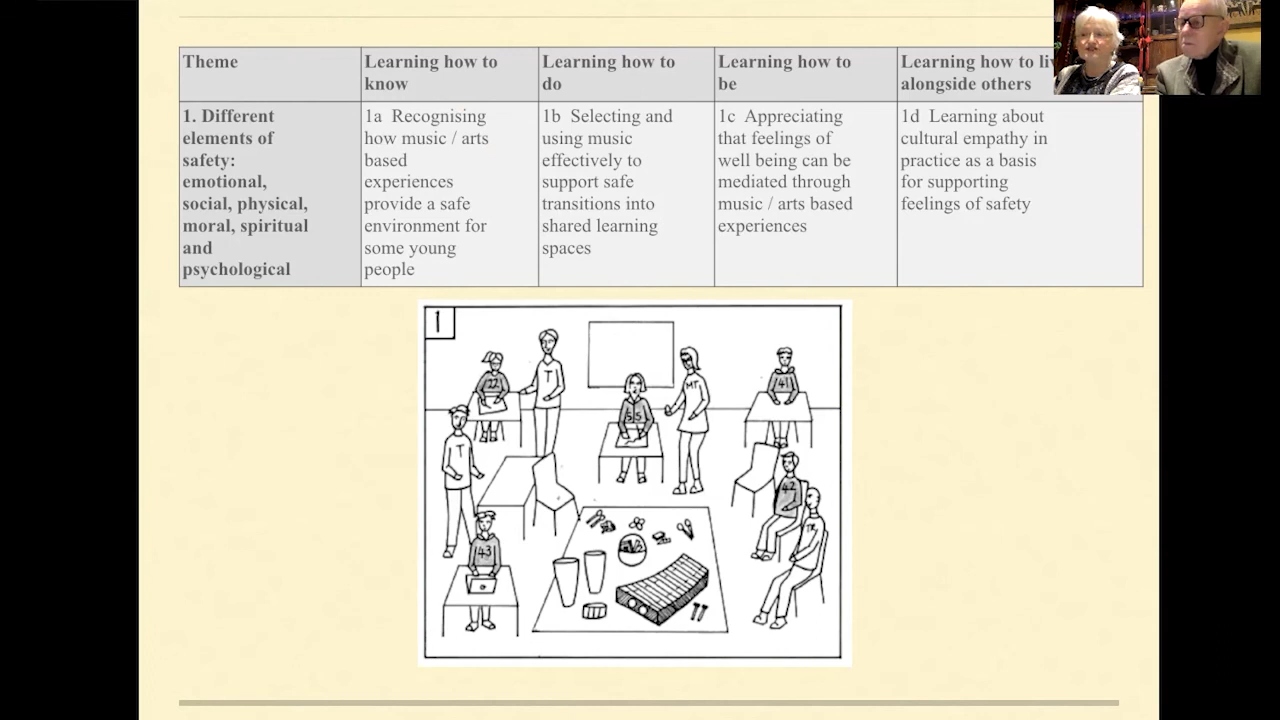 Theme
Learning how to
know
Learning how to
do
Learning how to
be
Learning how to
alongside others
1. Different
elements of
safety:
emotional,
social, physical,
moral, spiritual
and
psychological
1a Recognising
how music / arts
based
experiences
provide a safe
environment for
some young
people
1b Selecting and
using music
effectively to
support safe
transitions into
shared learning
spaces
1c Appreciating
that feelings of
well being can be
mediated through
music / arts based
experiences
1d Learning about
cultural empathy in
practice as a basis
for supporting
feelings of safety
1
22
T
MT
41
T
42
43